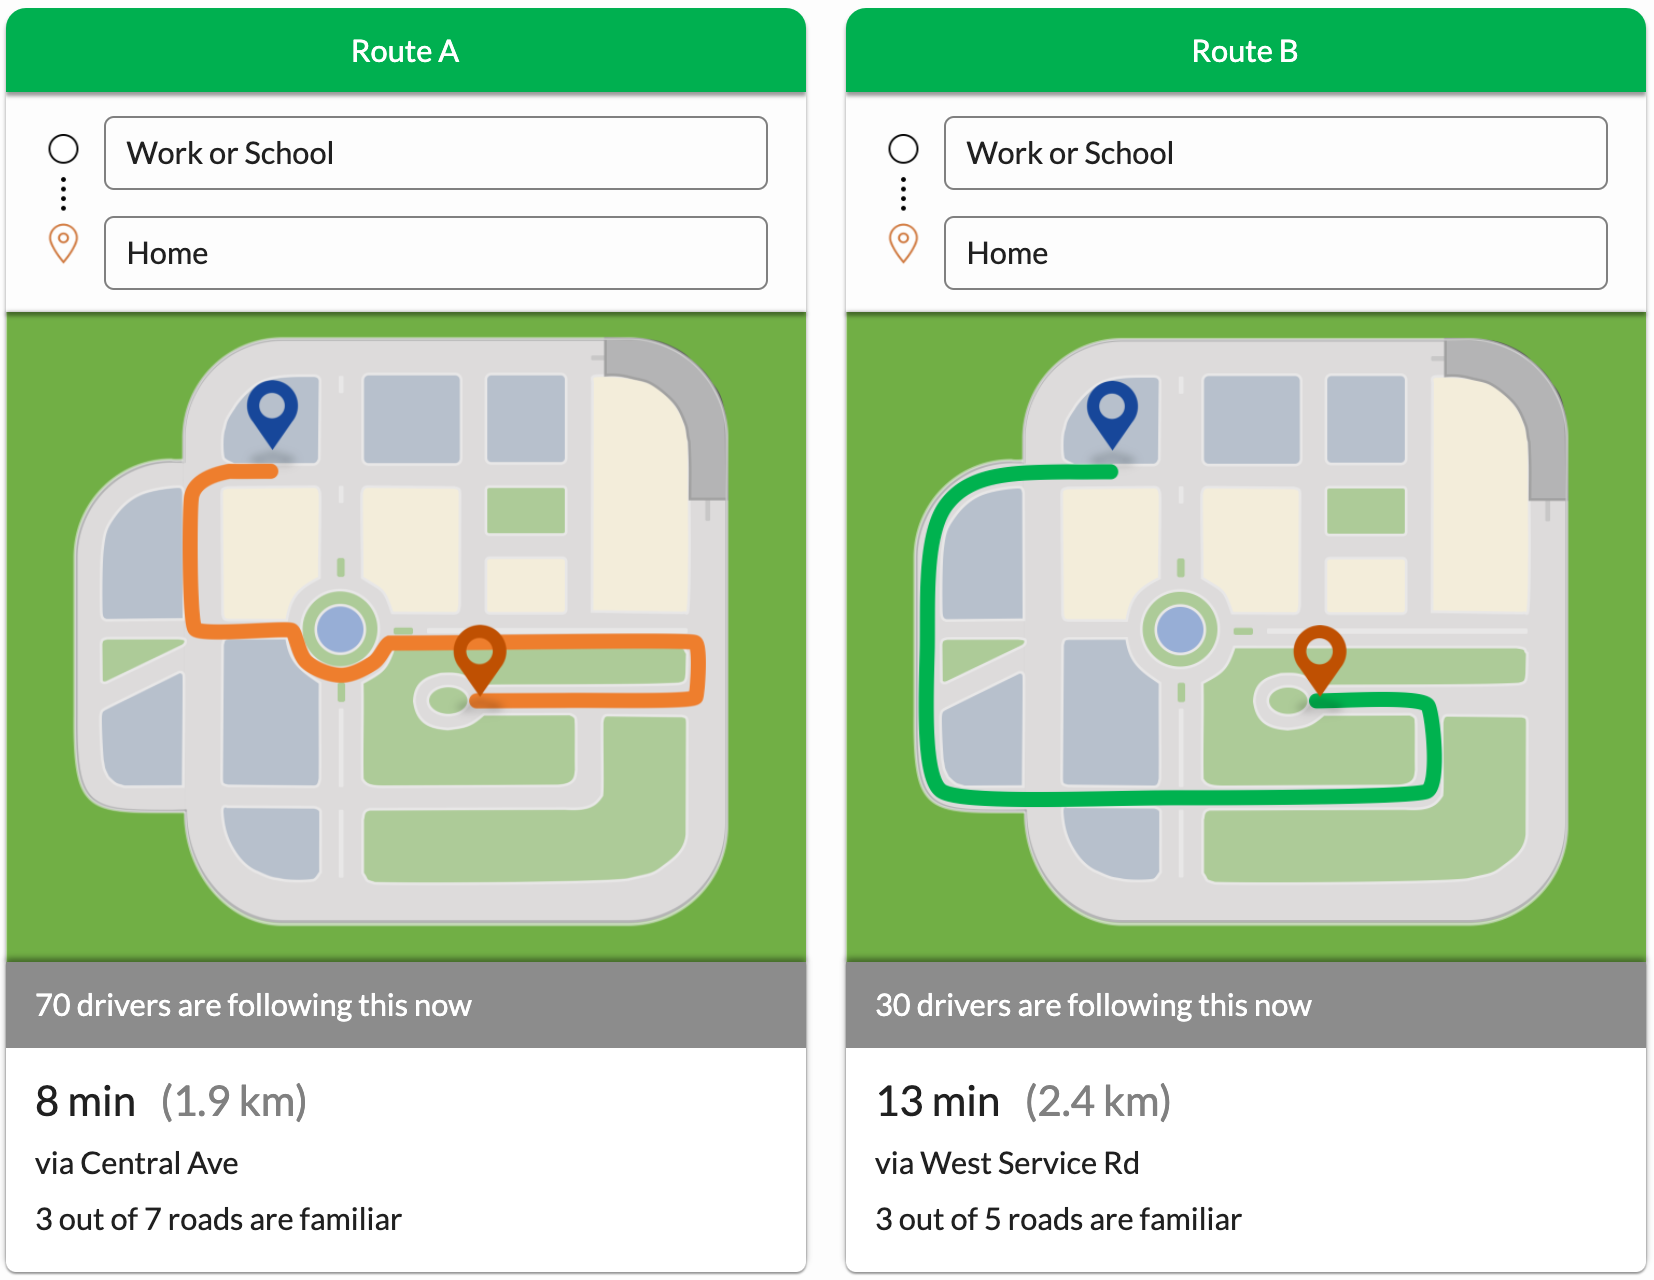 Route A
Work or School
Home
70 drivers are following this now
8 min (1.9 km)
via Central Ave
3 out of 7 roads are familiar
Route B
Work or School
Home
30 drivers are following this now
13 min (2.4 km)
via West Service Rd
3 out of 5 roads are familiar